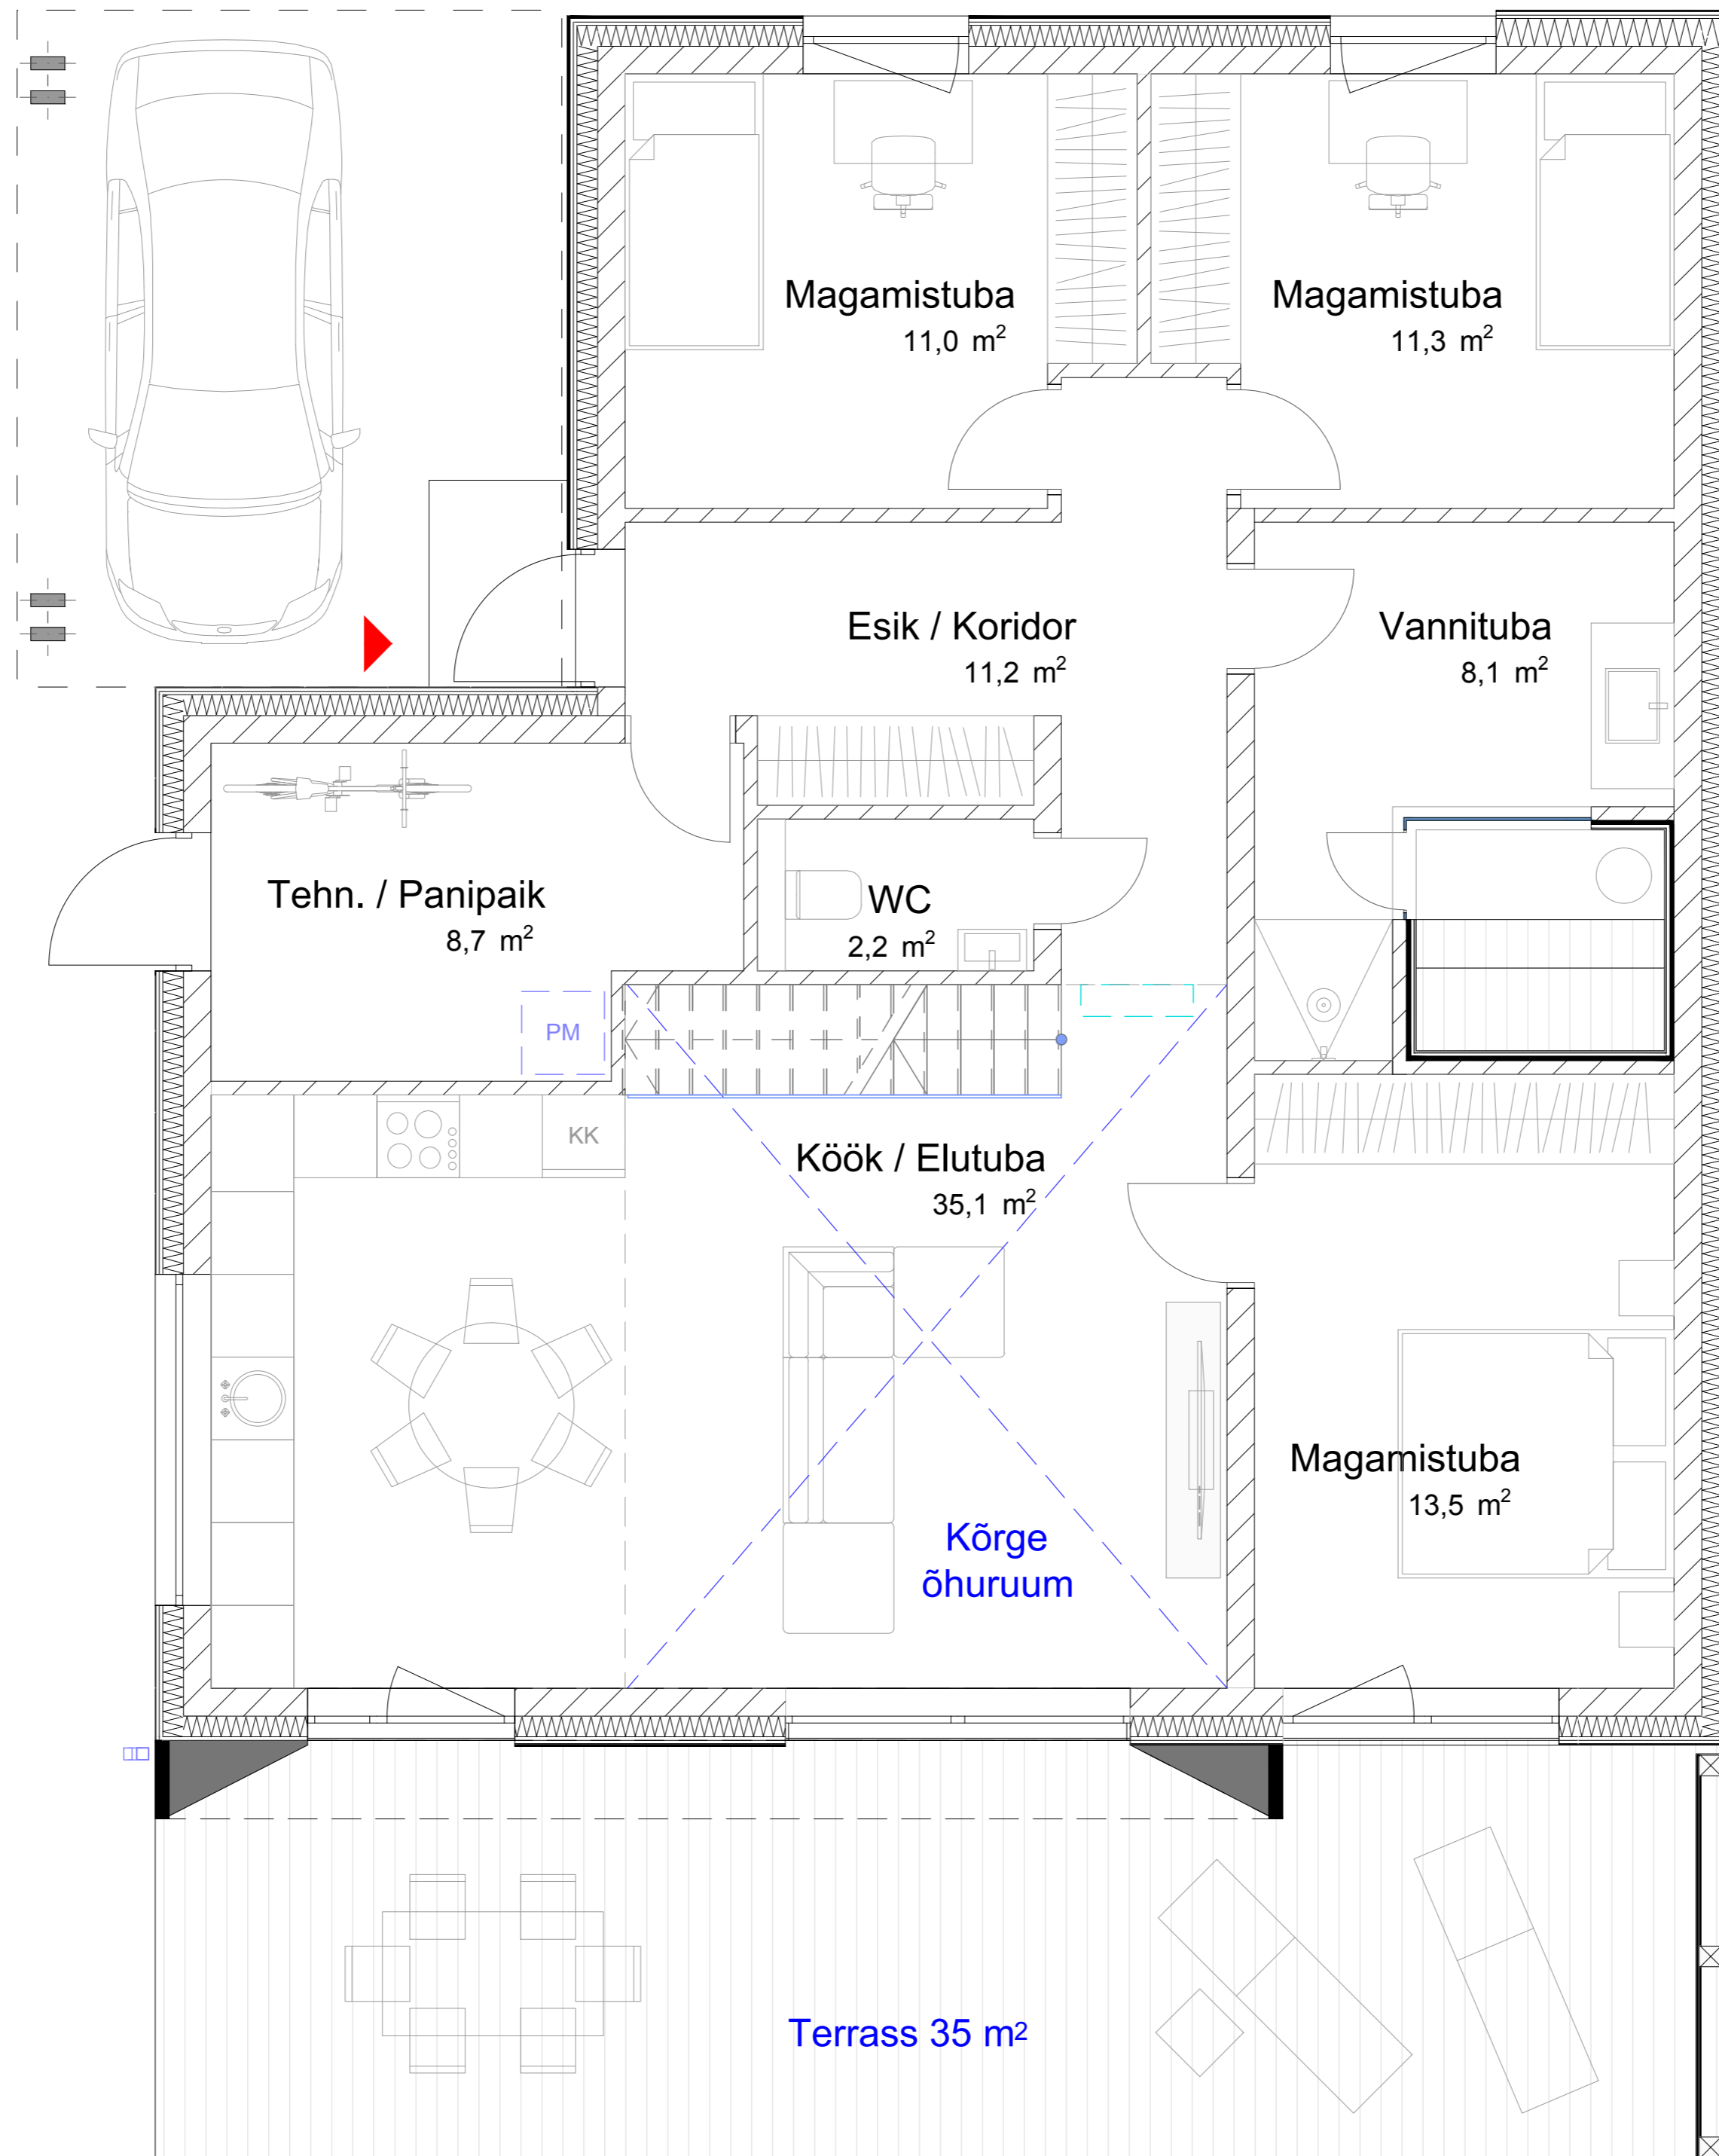 Magamistuba
11,0 m²
Magamistuba
11,3 m²
Esik / Koridor
11,2 m²
Vannituba
8,1 m²
Tehn. / Panipaik
8,7 m²
WC
2,2 m²
PM
KK
Köök / Elutuba
35,1 m²
Magamistuba
13,5 m²
Kõrge
õhuruum
Terrass 35 m²